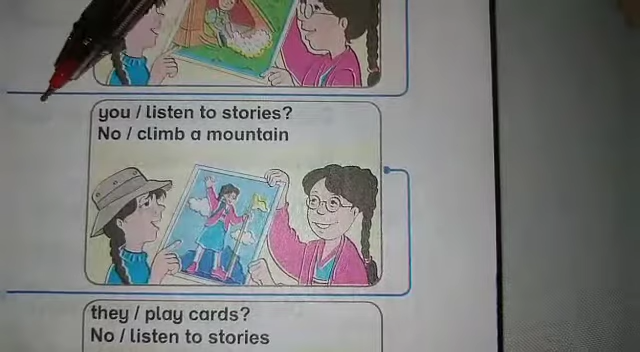 you / listen to stories?
No / climb a mountain
they / play cards?
No / listen to stories